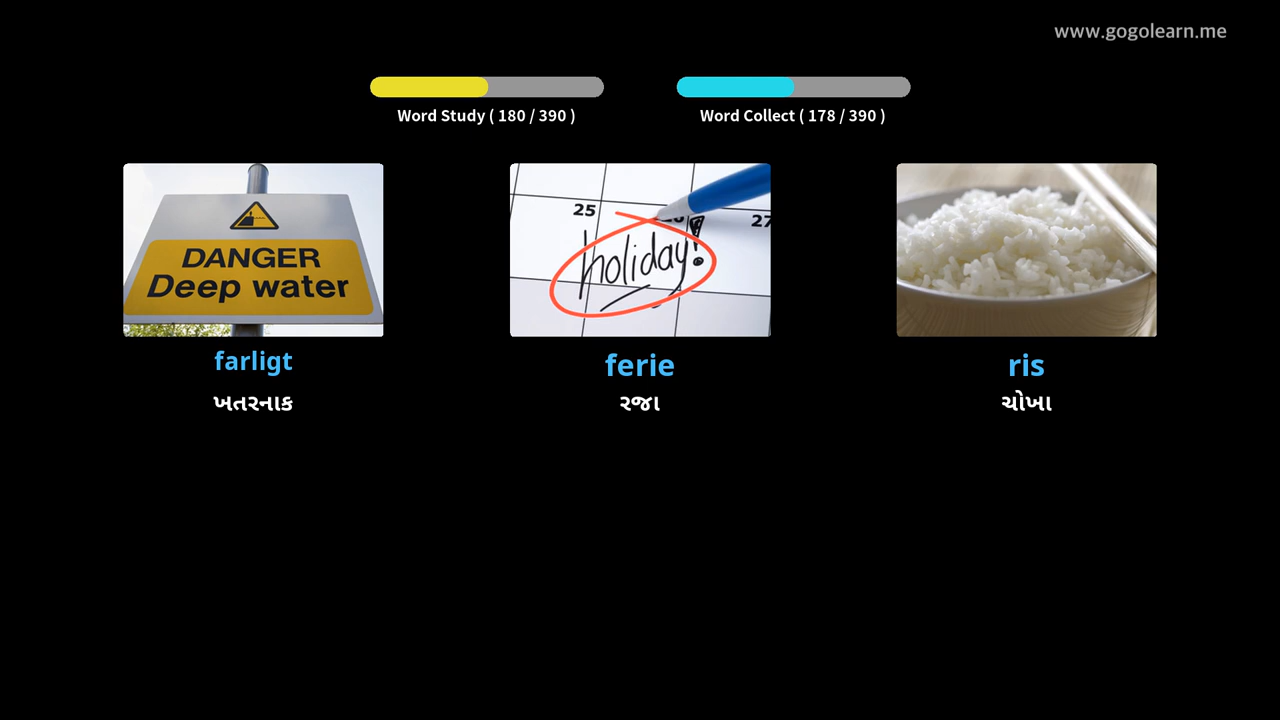 www.gogolearn.me
Word Study ( 180 / 390 )
Word Collect ( 178 / 390 )
DANGER
Deep water
25
27
holiday!
farligt
ferie
ris
ખતરનાક
રજા
ચોખા